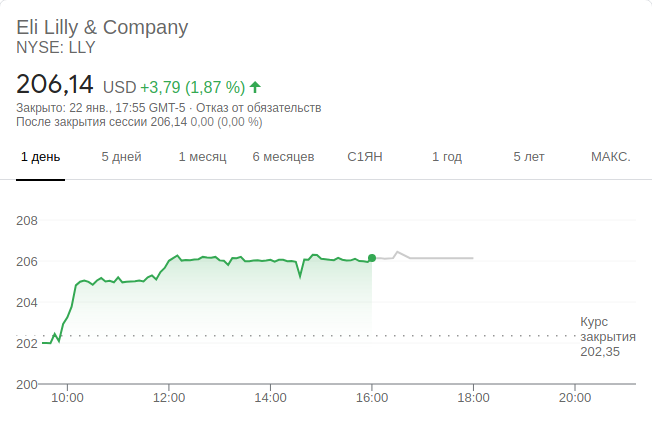 Eli Lilly & Company
NYSE: LLY
206,14 USD +3,79 (1,87 %)
Закрыто: 22 янв., 17:55 GMT-5 · Отказ от обязательств
После закрытия сессии 206,14 0,00 (0,00 %)
1 день 5 дней 1 месяц 6 месяцев С1ЯН 1 год 5 лет МАКС.
208
206
204
Курс
закрытия
202,35
202
200
10:00 12:00 14:00 16:00 18:00 20:00